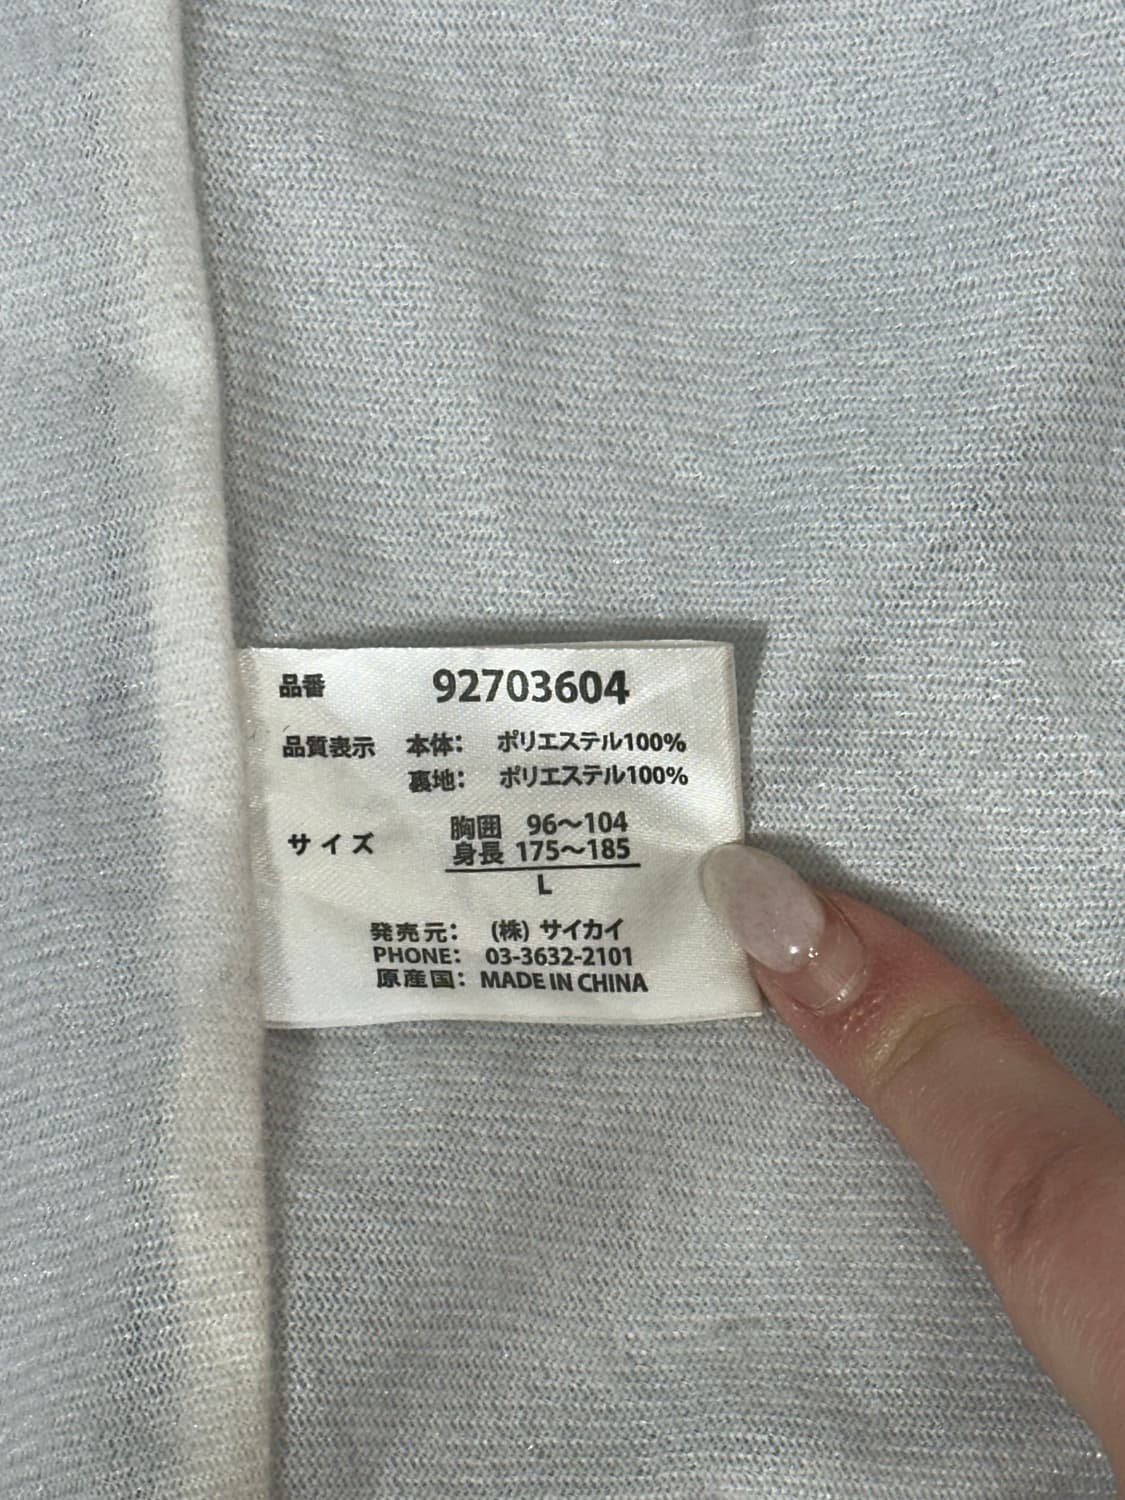 品番 92703604
品質表示 本体: ポリエステル100%
裏地: ポリエステル100%
サイズ 胸囲 96～104
身長 175～185
L
発売元: (株) サイカイ
PHONE: 03-3632-2101
原産国: MADE IN CHINA